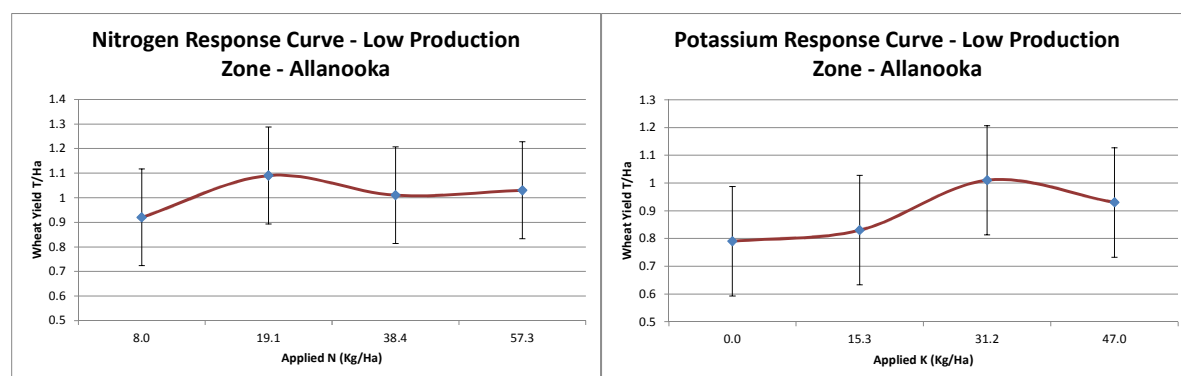 Nitrogen Response Curve - Low Production
Zone - Allanooka
Wheat Yield T/Ha
1.4
1.3
1.2
1.1
1
0.9
0.8
0.7
0.6
0.5
8.0 19.1 38.4 57.3
Applied N (Kg/Ha)
Potassium Response Curve - Low Production
Zone - Allanooka
Wheat Yield T/Ha
1.3
1.2
1.1
1
0.9
0.8
0.7
0.6
0.5
0.0 15.3 31.2 47.0
Applied K (Kg/Ha)